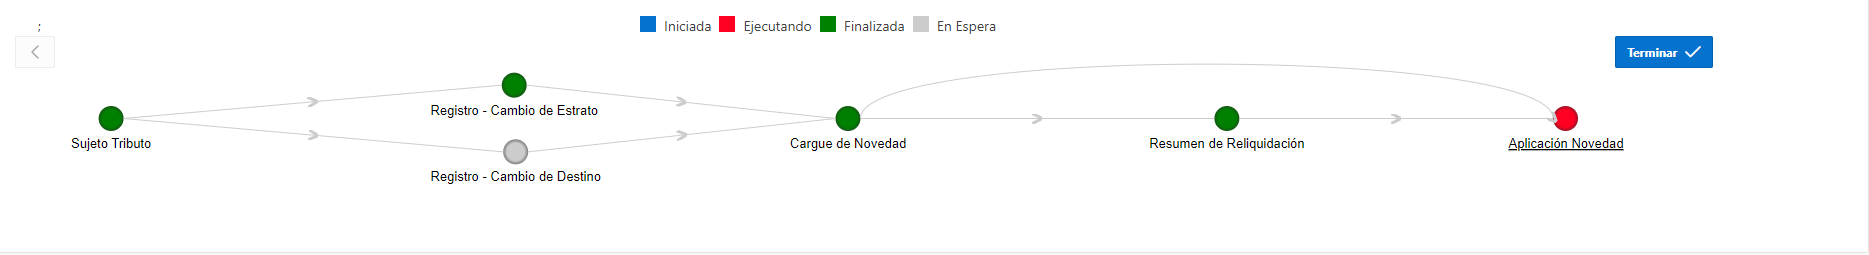 ;
Iniciada Ejecutando Finalizada En Espera
Terminar
Registro - Cambio de Estrato
Sujeto Tributo
Cargue de Novedad
Resumen de Reliquidación
Aplicación Novedad
Registro - Cambio de Destino